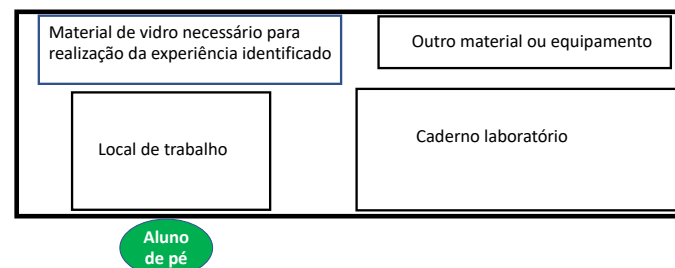 Material de vidro necessário para
realização da experiência identificado
Outro material ou equipamento
Local de trabalho
Caderno laboratório
Aluno
de pé